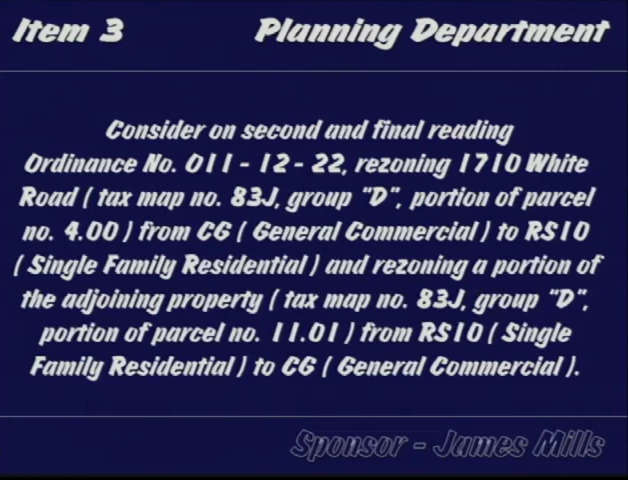 Item 3 Planning Department
Consider on second and final reading
Ordinance No. 011 - 12 - 22, rezoning 1710 White
Road ( tax map no. 83J, group "D", portion of parcel
no. 4.00 ) from CG ( General Commercial ) to RS10
( Single Family Residential ) and rezoning a portion of
the adjoining property ( tax map no. 83J, group "D",
portion of parcel no. 11.01 ) from RS10 ( Single
Family Residential ) to CG ( General Commercial ).
Sponsor - James Mills